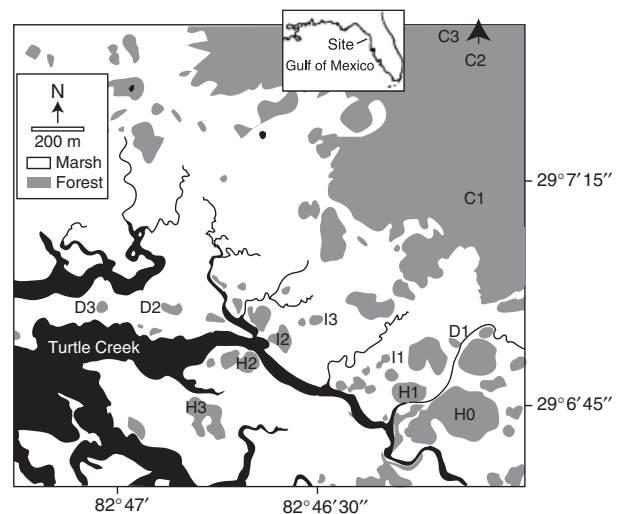 Site
Gulf of Mexico
C3
C2
N
200 m
Marsh
Forest
29°7′15″
C1
D3
D2
I3
D1
Turtle Creek
I2
I1
H2
H1
H3
H0
29°6′45″
82°47′
82°46′30″